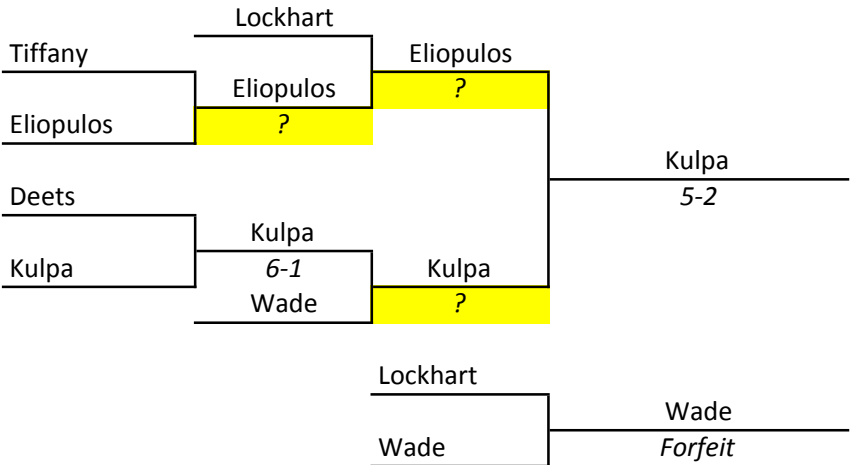 Lockhart
Tiffany Eliopulos
Eliopulos ?
Eliopulos ?
Kulpa
Deets 5-2
Kulpa
Kulpa 6-1 Kulpa
Wade ?
Lockhart
Wade
Wade Forfeit